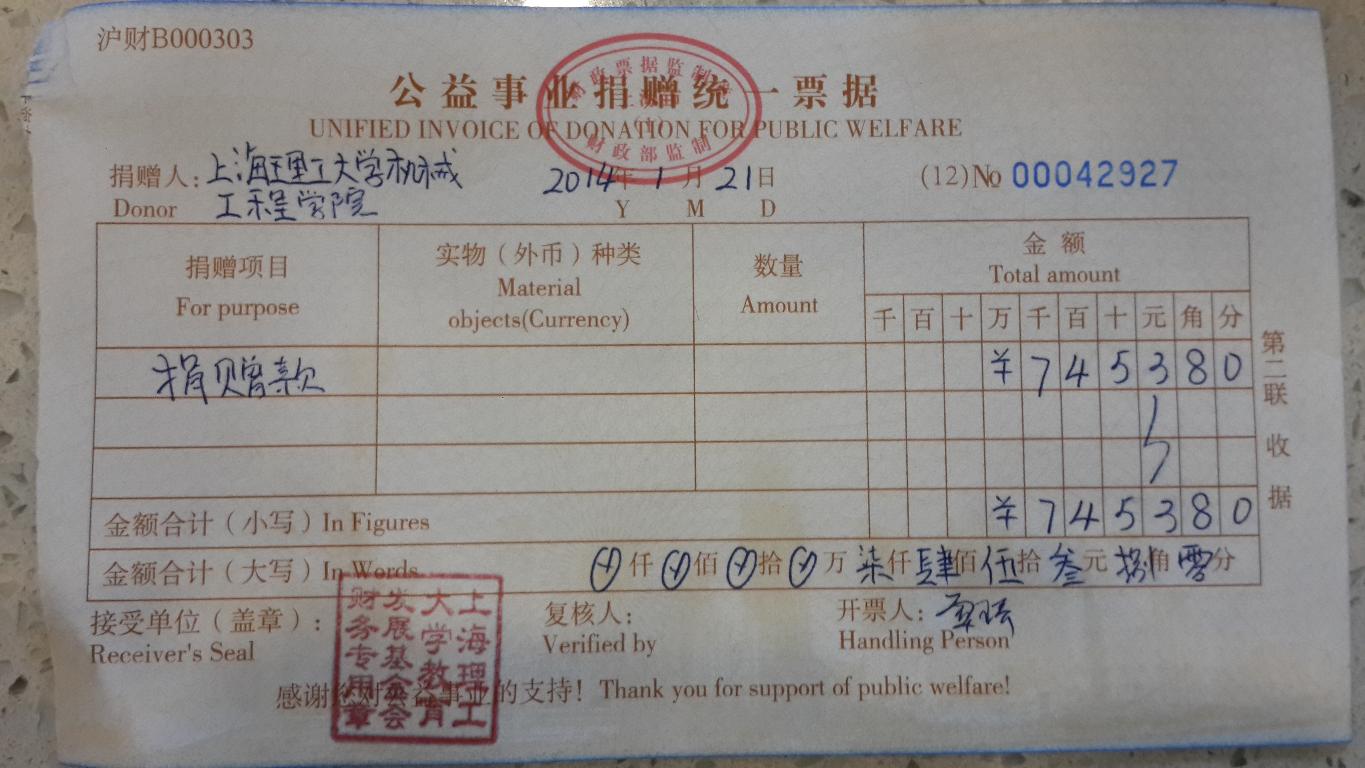 沪财B000303
公益事业捐赠统一票据
UNIFIED INVOICE OF DONATION FOR PUBLIC WELFARE
财政票据监制章
财政部监制
捐赠人: 上海理工大学机械
Donor 工程学院
2014年 1月 21日
Y M D
(12) No 00042927
捐赠项目
For purpose
实物（外币）种类
Material
objects(Currency)
数量
Amount
金额
Total amount
千 百 十 万 千 百 十 元 角 分
捐赠款 ¥ 7 4 5 3 8 0
金额合计（小写）In Figures ¥ 7 4 5 3 8 0
金额合计（大写）In Words 仟 佰 拾 万 柒仟肆佰伍拾叁元捌角零分
第二联 收据
接受单位（盖章）:
Receiver's Seal
上海理工
大学教育
发展基金会
财务专用章
复核人:
Verified by
开票人:
Handling Person
感谢您对公益事业的支持! Thank you for support of public welfare!